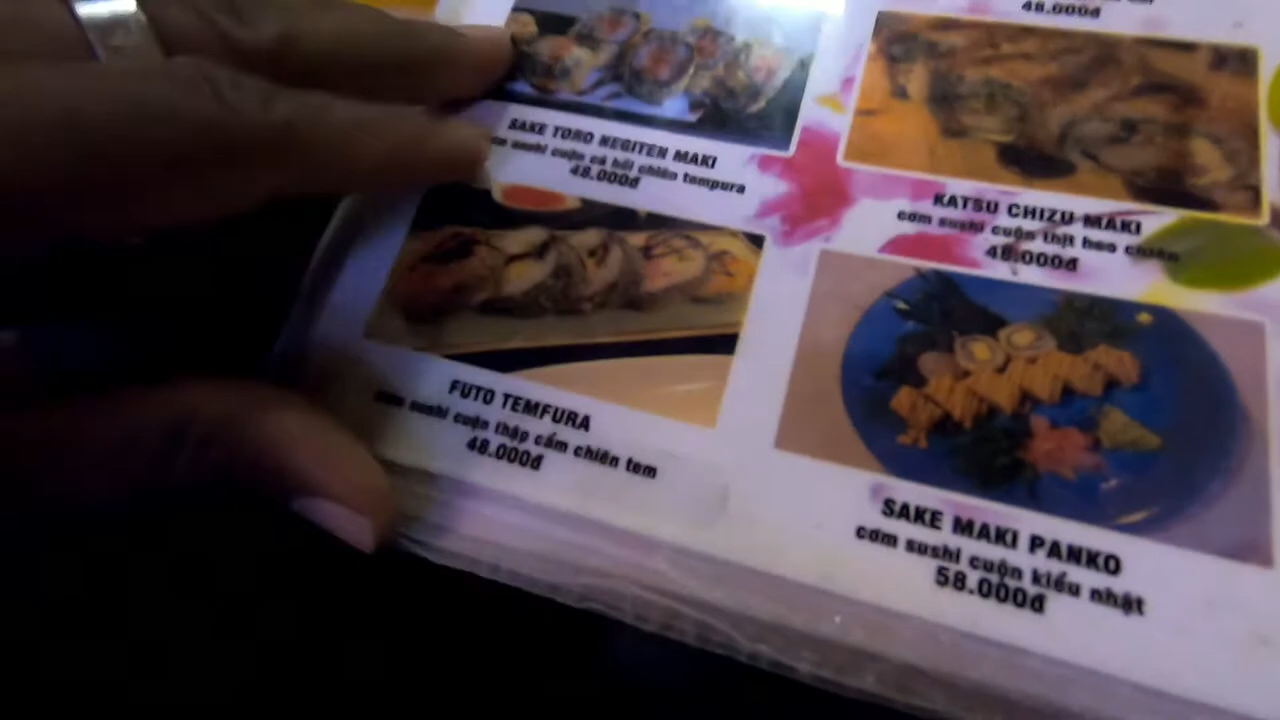 48.000đ
SAKE TORO NEGITEN MAKI
sushi cuộn cá hồi chiên tempura
48.000đ
KATSU CHIZU MAKI
cơm sushi cuộn thịt heo chiên
48.000đ
FUTO TEMFURA
sushi cuộn thập cẩm chiên tem
48.000đ
SAKE MAKI PANKO
cơm sushi cuộn kiểu nhật
58.000đ